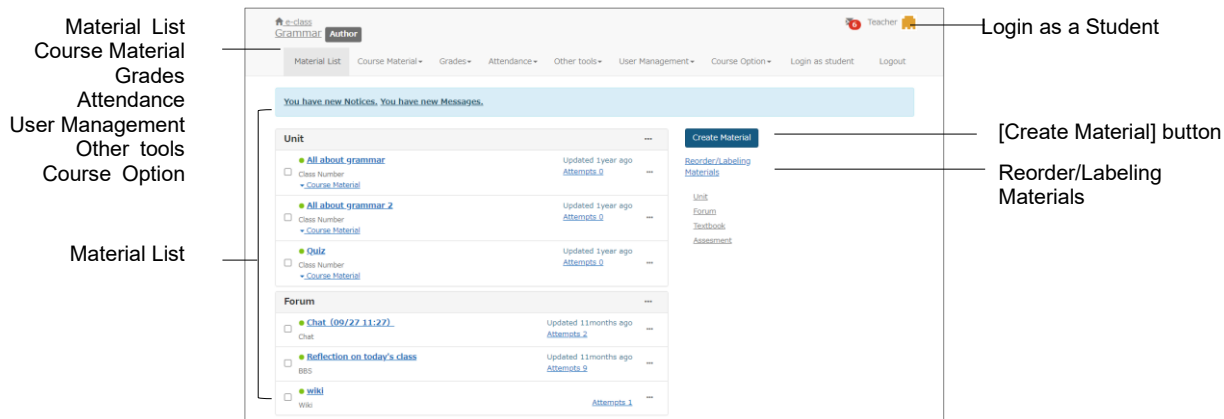 Material List
Course Material
Grades
Attendance
User Management
Other tools
Course Option
Material List
e-class
Grammar Author
6 Teacher
Material List Course Material Grades Attendance Other tools User Management Course Option Login as student Logout
You have new Notices. You have new Messages.
Unit
All about grammar
Class Number
Course Material
Updated 1year ago
Attempts 0
All about grammar 2
Class Number
Course Material
Updated 1year ago
Attempts 0
Quiz
Class Number
Course Material
Updated 1year ago
Attempts 0
Forum
Chat (09/27 11:27)
Chat
Updated 11months ago
Attempts 2
Reflection on today's class
BBS
Updated 11months ago
Attempts 9
wiki
Wiki
Attempts 1
Create Material
Reorder/Labeling
Materials
Unit
Forum
Textbook
Assesment
Login as a Student
[Create Material] button
Reorder/Labeling
Materials